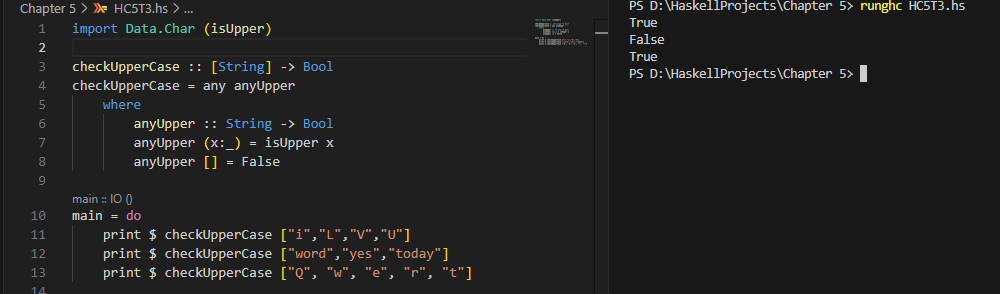 Chapter 5 > HC5T3.hs > ...
1 import Data.Char (isUpper)
2
3 checkUpperCase :: [String] -> Bool
4 checkUpperCase = any anyUpper
5     where
6         anyUpper :: String -> Bool
7         anyUpper (x:_) = isUpper x
8         anyUpper [] = False
9
main :: IO ()
10 main = do
11     print $ checkUpperCase ["i","L","V","U"]
12     print $ checkUpperCase ["word","yes","today"]
13     print $ checkUpperCase ["Q", "w", "e", "r", "t"]
14
PS D:\HaskellProjects\Chapter 5> runghc HC5T3.hs
True
False
True
PS D:\HaskellProjects\Chapter 5>